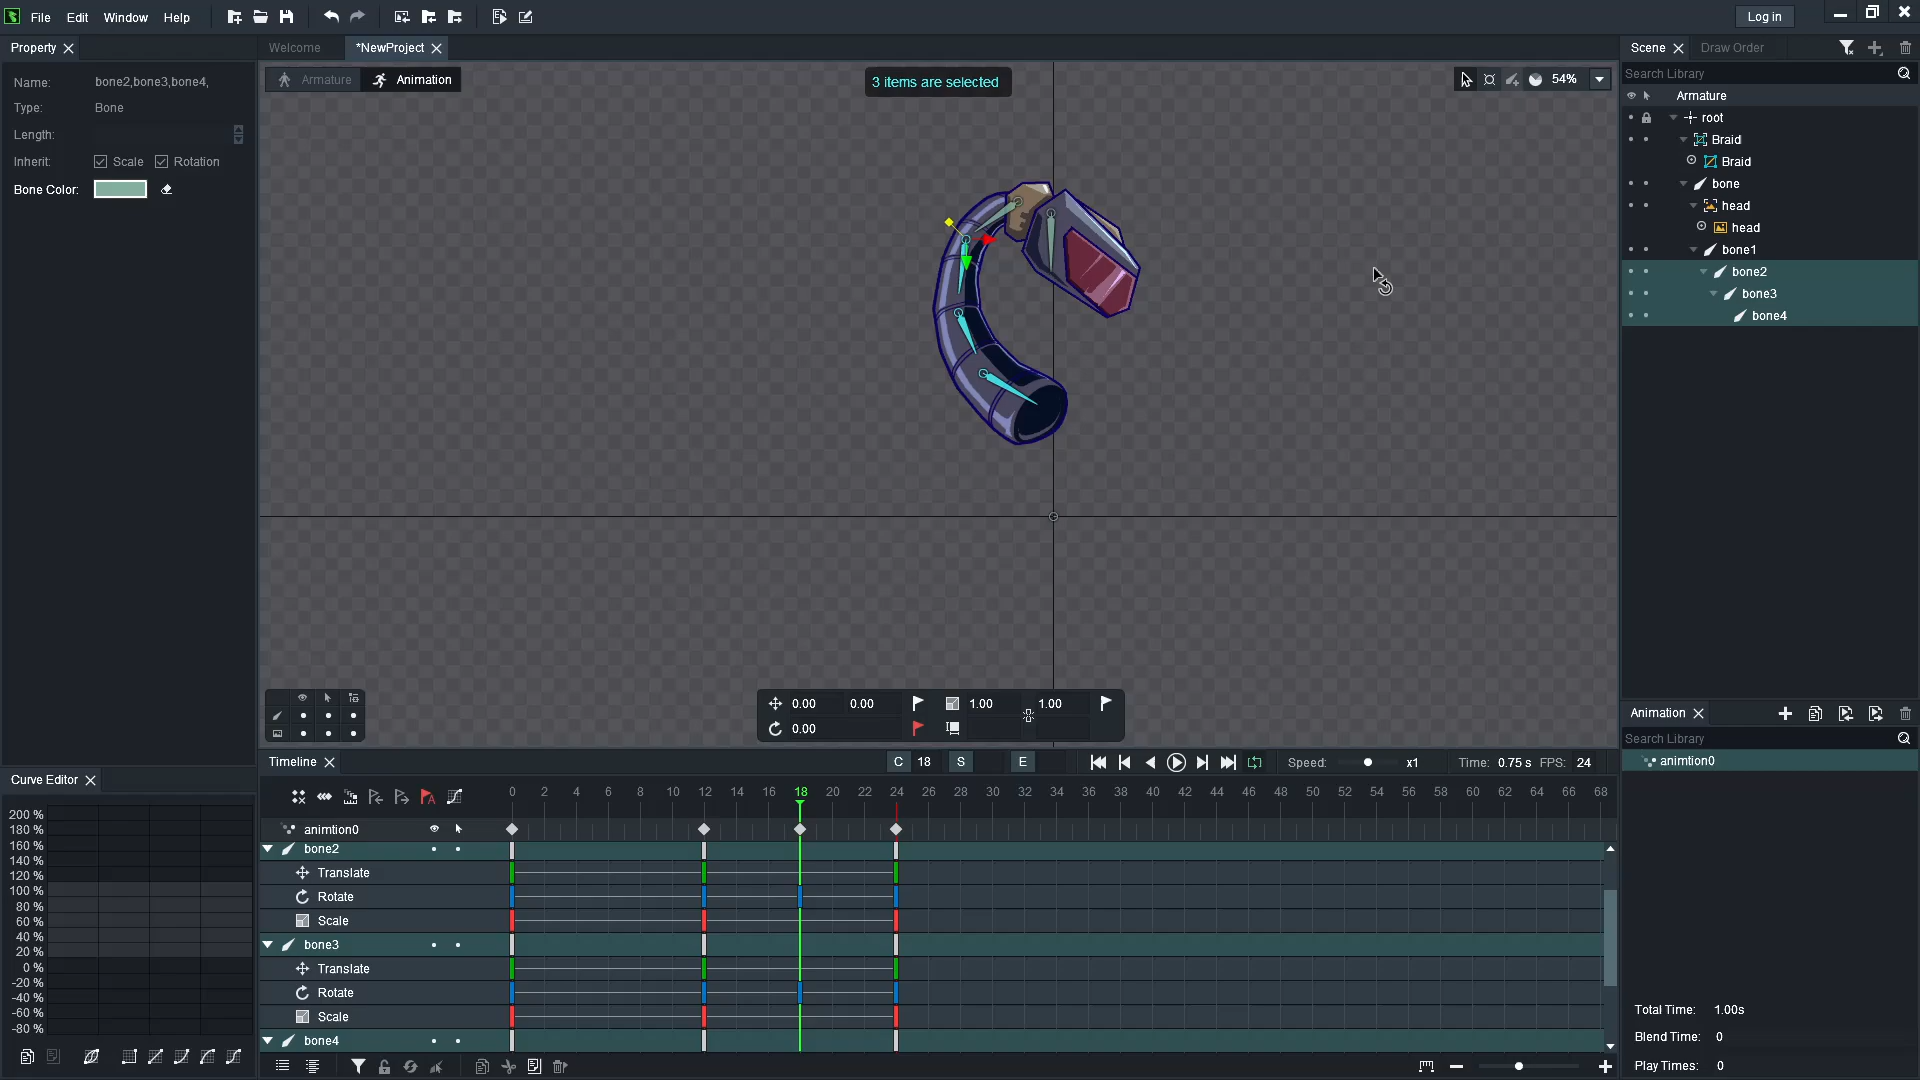 File Edit Window Help Log in
Property Welcome *NewProject Scene Draw Order
Armature Animation 3 items are selected 54%
Search Library
Name: bone2,bone3,bone4,
Type: Bone
Length:
Inherit: Scale Rotation
Bone Color:
Armature
root
Braid
Braid
bone
head
head
bone1
bone2
bone3
bone4
0.00 0.00 1.00 1.00
0.00
Animation
Search Library
animtion0
Total Time: 1.00s
Blend Time: 0
Play Times: 0
Timeline C 18 S E Speed: x1 Time: 0.75 s FPS: 24
A 0 2 4 6 8 10 12 14 16 18 20 22 24 26 28 30 32 34 36 38 40 42 44 46 48 50 52 54 56 58 60 62 64 66 68
animtion0
bone2
Translate
Rotate
Scale
bone3
Translate
Rotate
Scale
bone4
Curve Editor
200 %
180 %
160 %
140 %
120 %
100 %
80 %
60 %
40 %
20 %
0 %
-20 %
-40 %
-60 %
-80 %